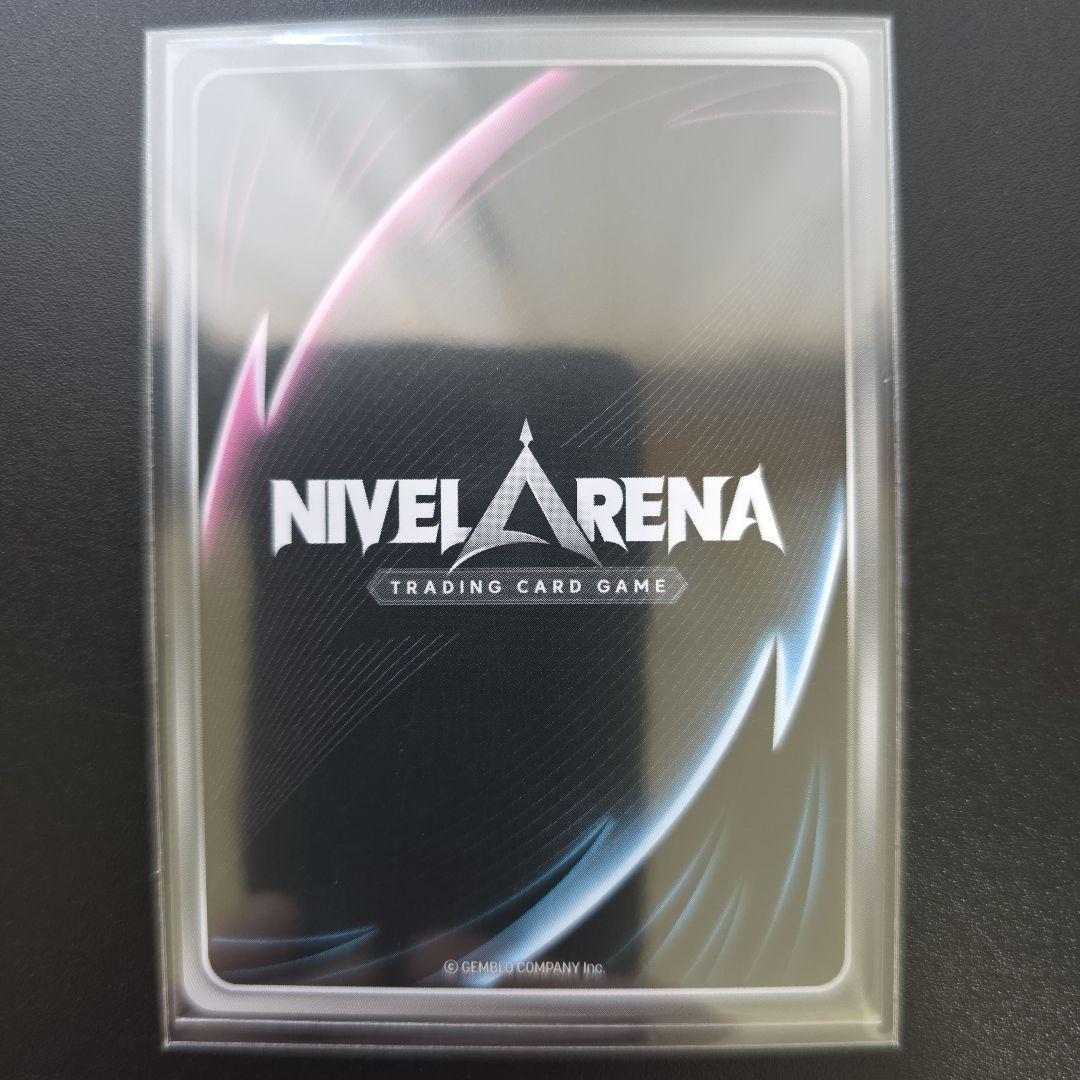 NIVEL ARENA
TRADING CARD GAME
© GEMBLO COMPANY Inc.